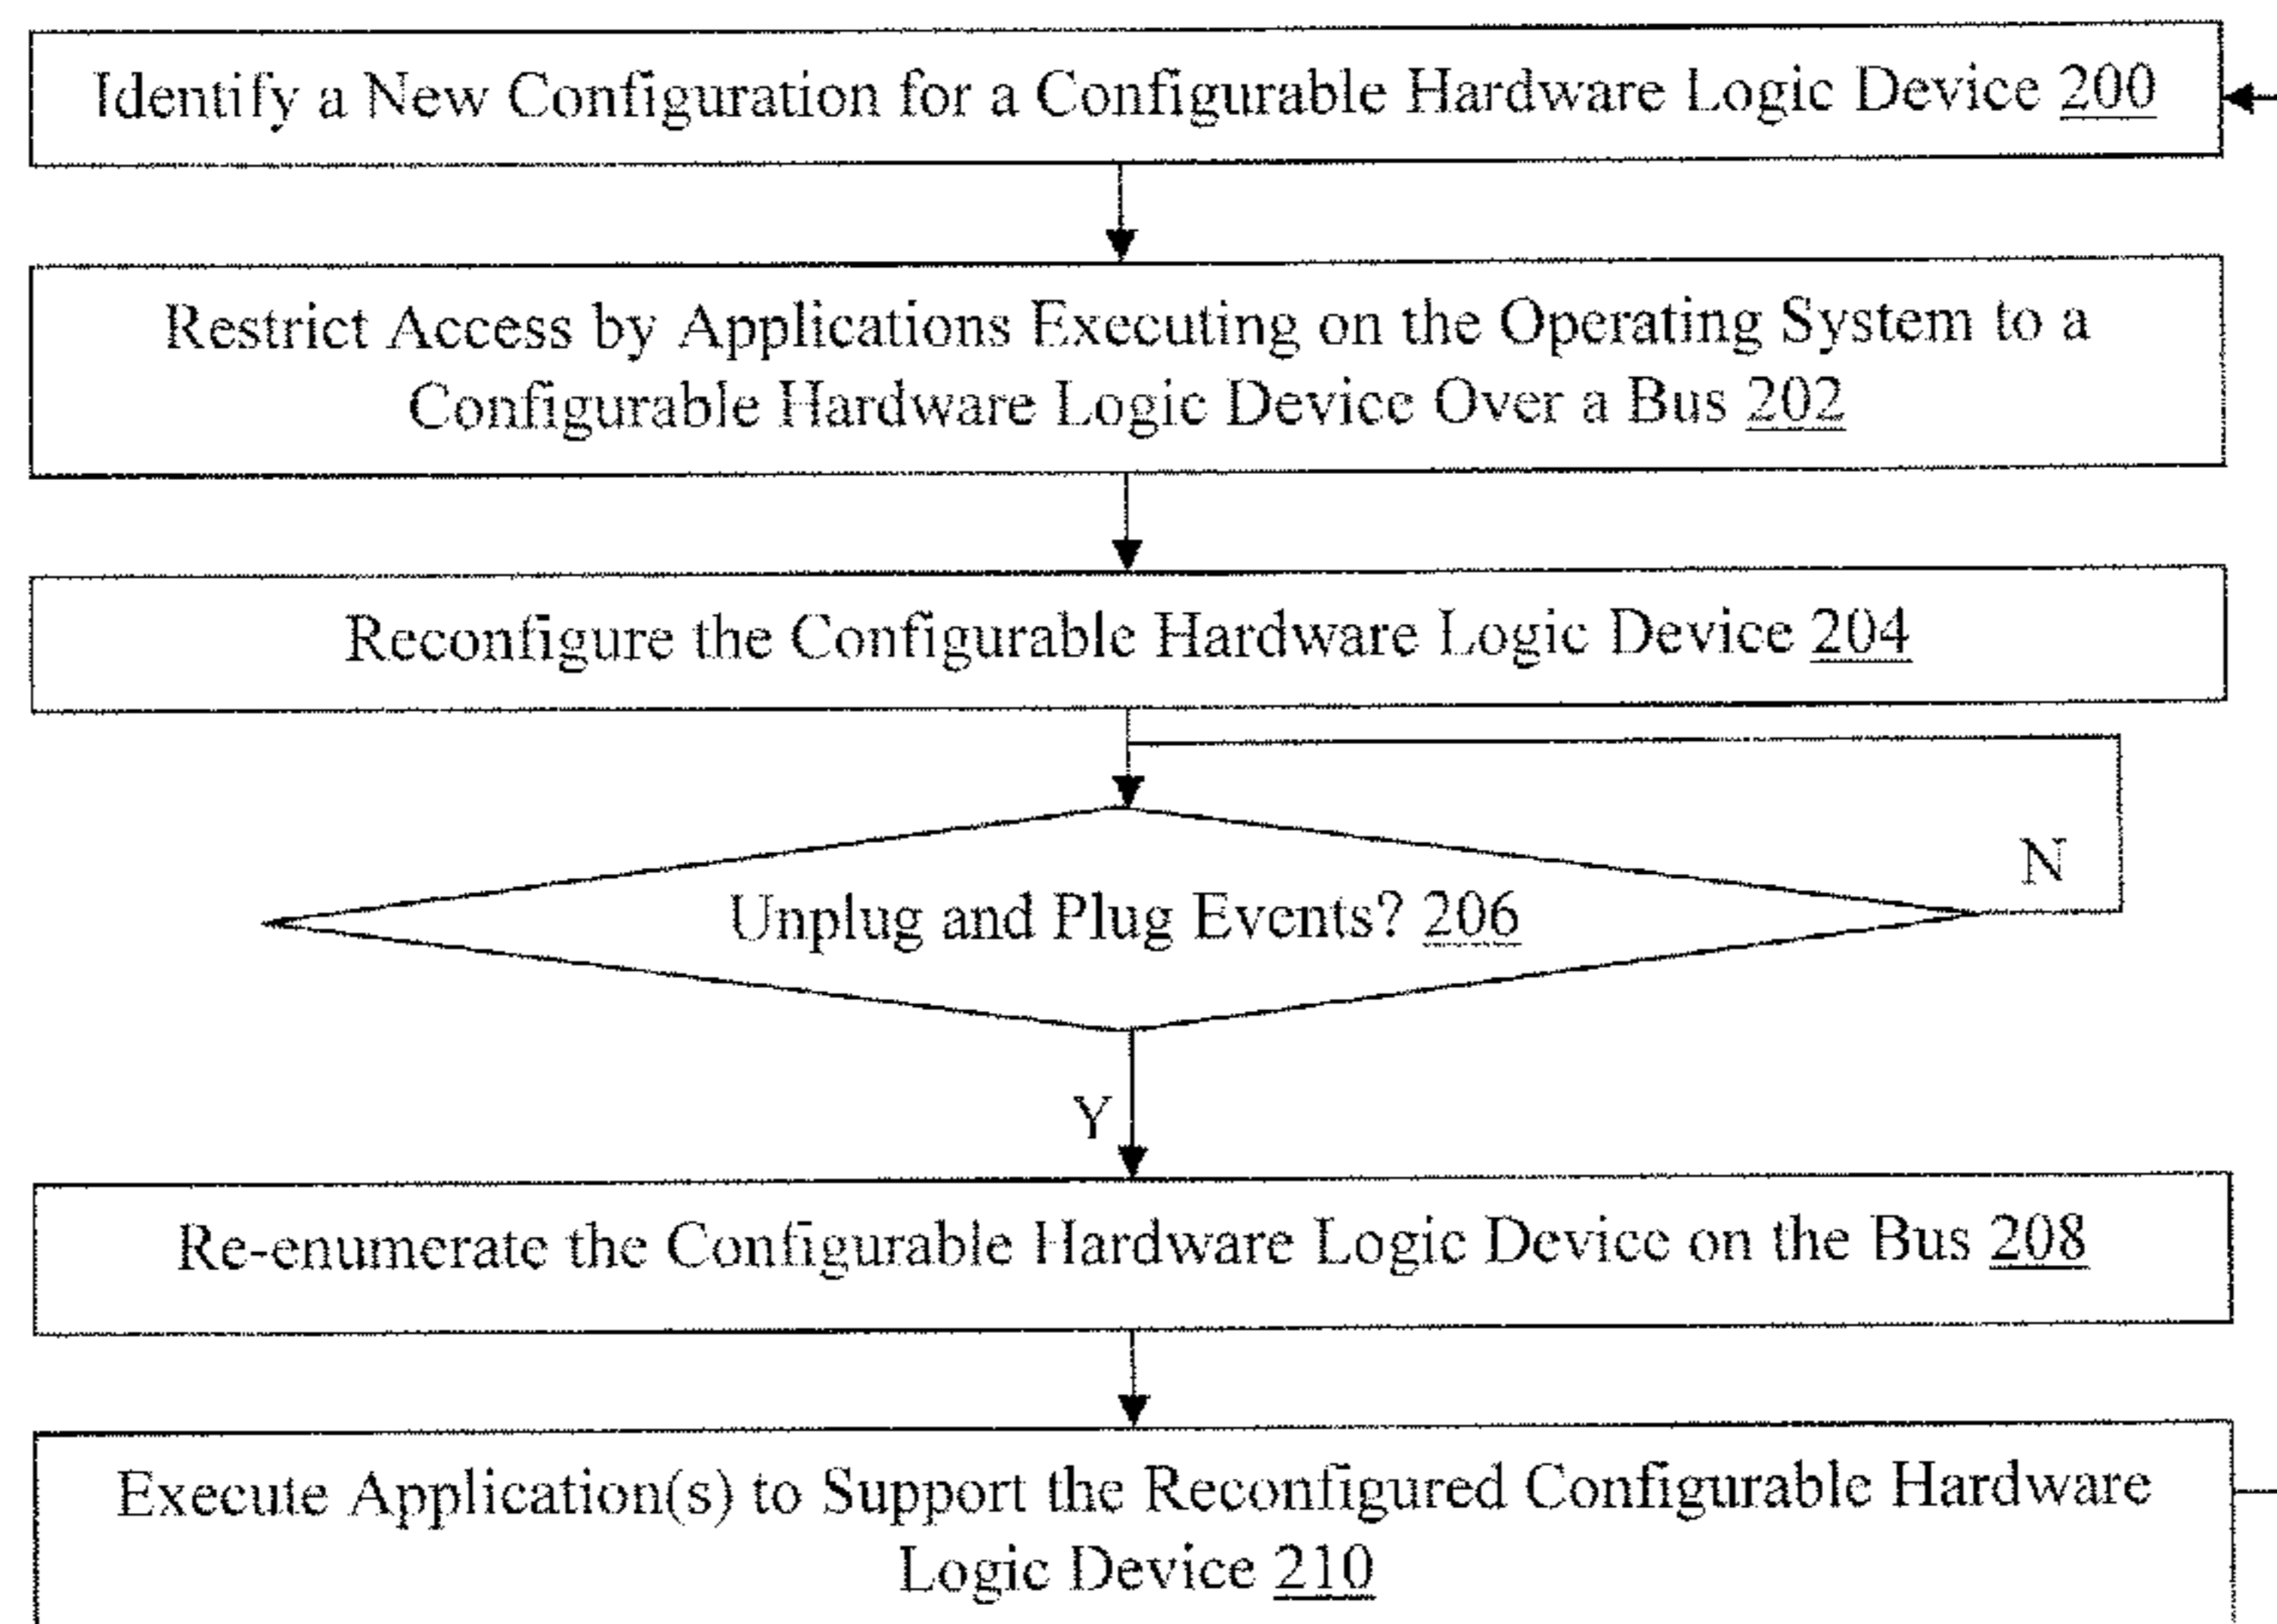 Identify a New Configuration for a Configurable Hardware Logic Device 200
Restrict Access by Applications Executing on the Operating System to a
Configurable Hardware Logic Device Over a Bus 202
Reconfigure the Configurable Hardware Logic Device 204
N
Unplug and Plug Events? 206
Y
Re-enumerate the Configurable Hardware Logic Device on the Bus 208
Execute Application(s) to Support the Reconfigured Configurable Hardware
Logic Device 210